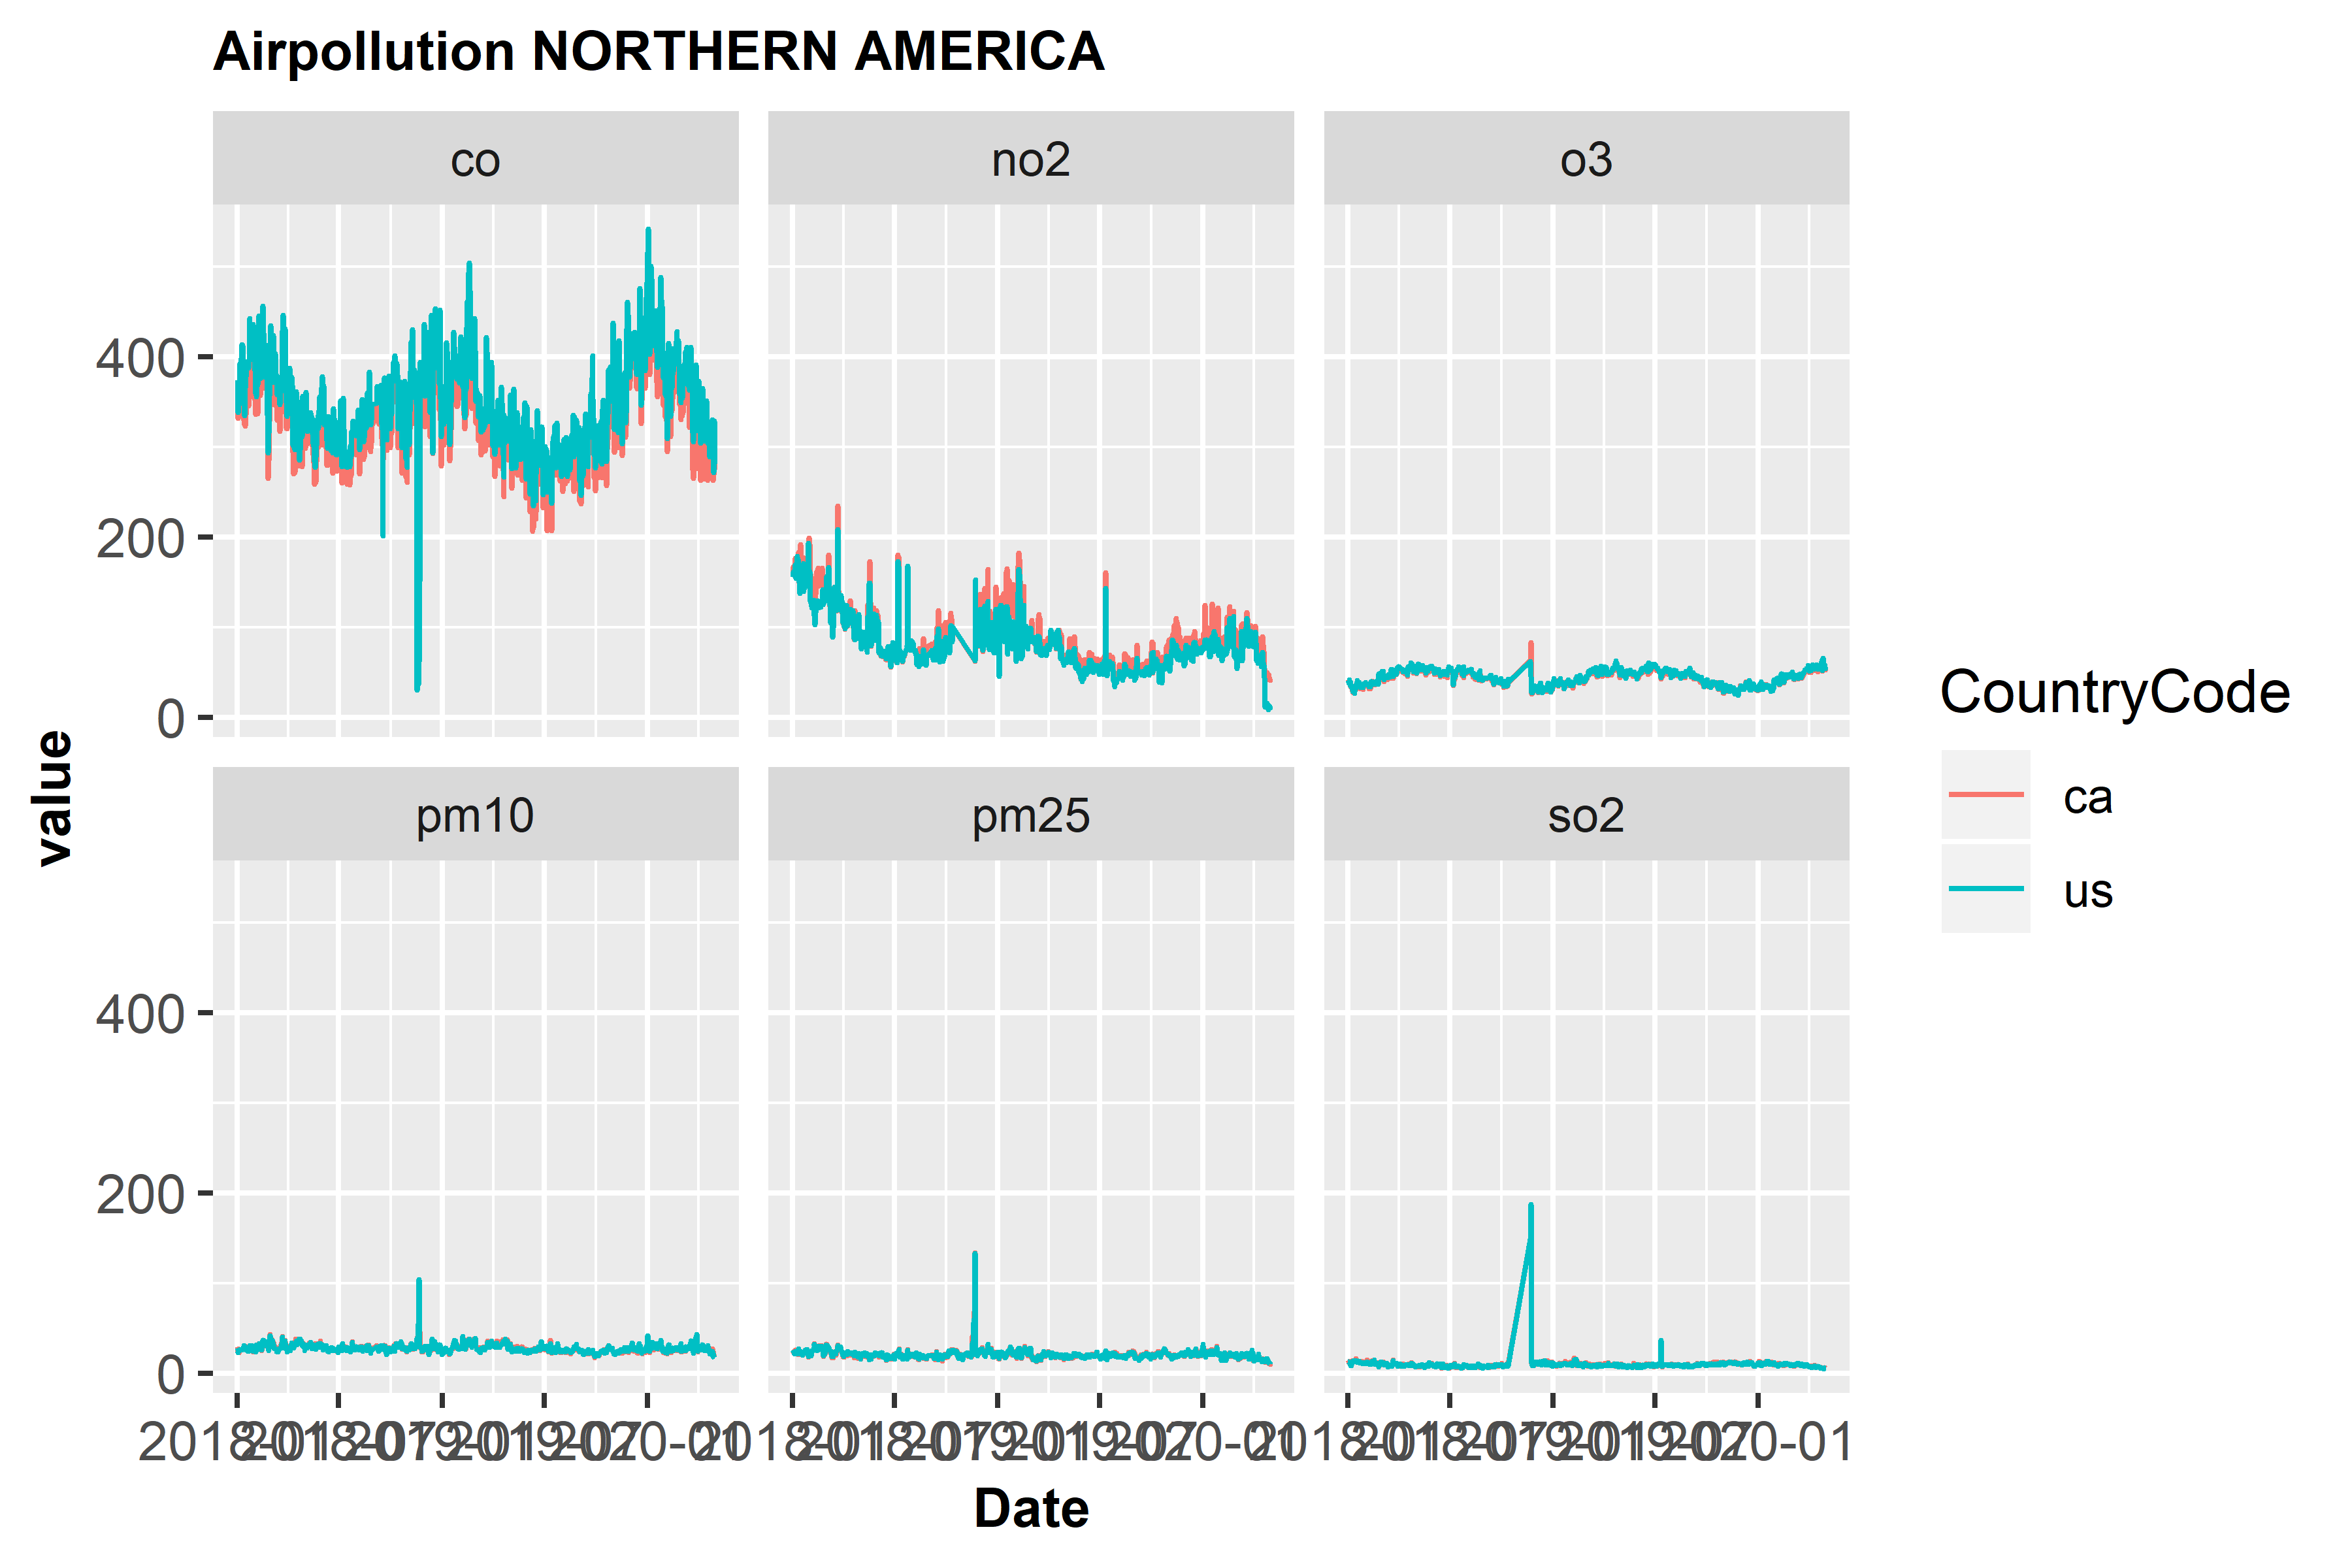 Airpollution NORTHERN AMERICA
co no2 o3
400
200
0
pm10 pm25 so2
400
200
0
value
Date
CountryCode
ca
us